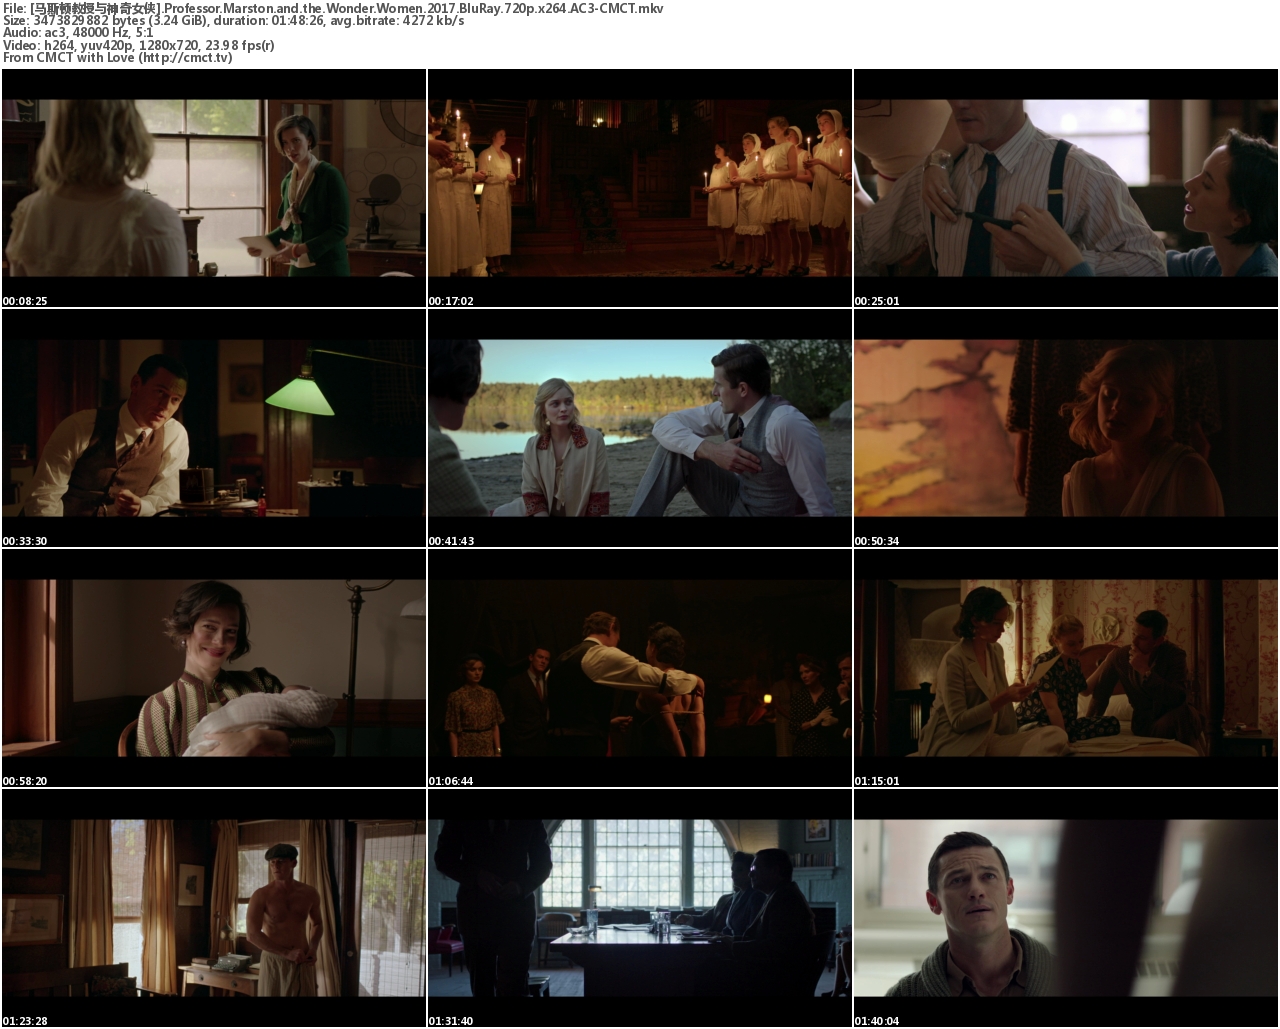 File: [马斯顿教授与神奇女侠].Professor.Marston.and.the.Wonder.Women.2017.BluRay.720p.x264.AC3-CMCT.mkv
Size: 3473829882 bytes (3.24 GiB), duration: 01:48:26, avg.bitrate: 4272 kb/s
Audio: ac3, 48000 Hz, 5:1
Video: h264, yuv420p, 1280x720, 23.98 fps(r)
From CMCT with Love (http://cmct.tv)
00:08:25
00:17:02
00:25:01
00:33:30
00:41:43
00:50:34
00:58:20
01:06:44
01:15:01
01:23:28
01:31:40
01:40:04